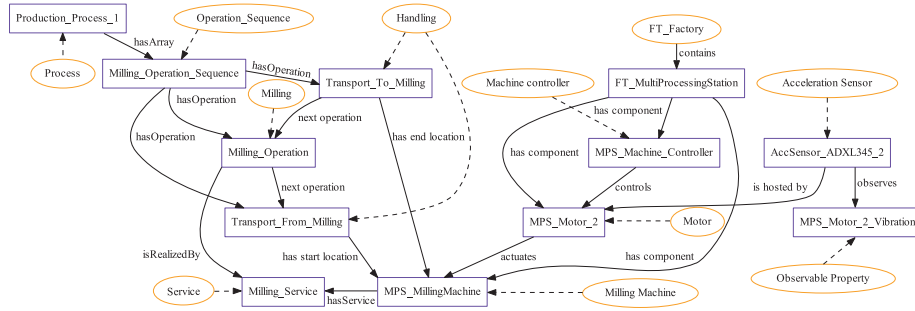 Production_Process_1
Operation_Sequence
Handling
FT_Factory
hasArray
contains
Process
Milling_Operation_Sequence
hasOperation
Transport_To_Milling
Machine controller
FT_MultiProcessingStation
Acceleration Sensor
Milling
hasOperation
next operation
has component
hasOperation
has end location
has component
Milling_Operation
MPS_Machine_Controller
AccSensor_ADXL345_2
next operation
controls
is hosted by
observes
Transport_From_Milling
MPS_Motor_2
Motor
MPS_Motor_2_Vibration
isRealizedBy
has start location
actuates
has component
Service
Milling_Service
hasService
MPS_MillingMachine
Milling Machine
Observable Property